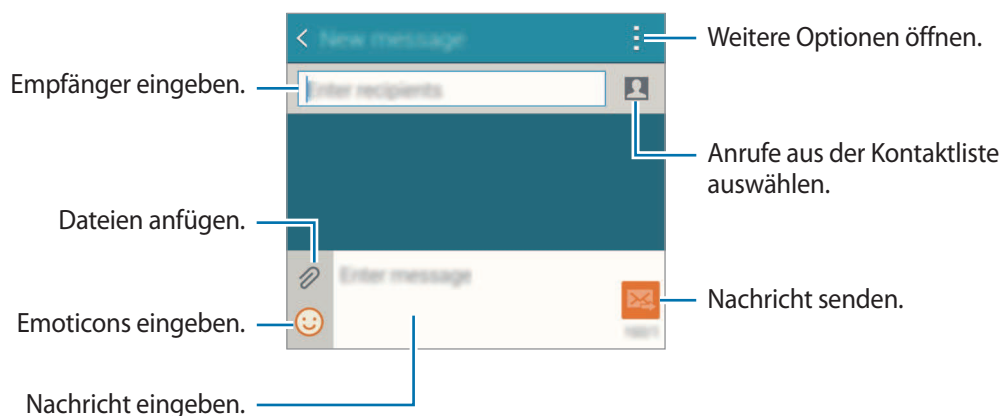 New message
Weitere Optionen öffnen.
Empfänger eingeben.
Enter recipients
Anrufe aus der Kontaktliste
auswählen.
Dateien anfügen.
Enter message
Emoticons eingeben.
Nachricht senden.
Nachricht eingeben.